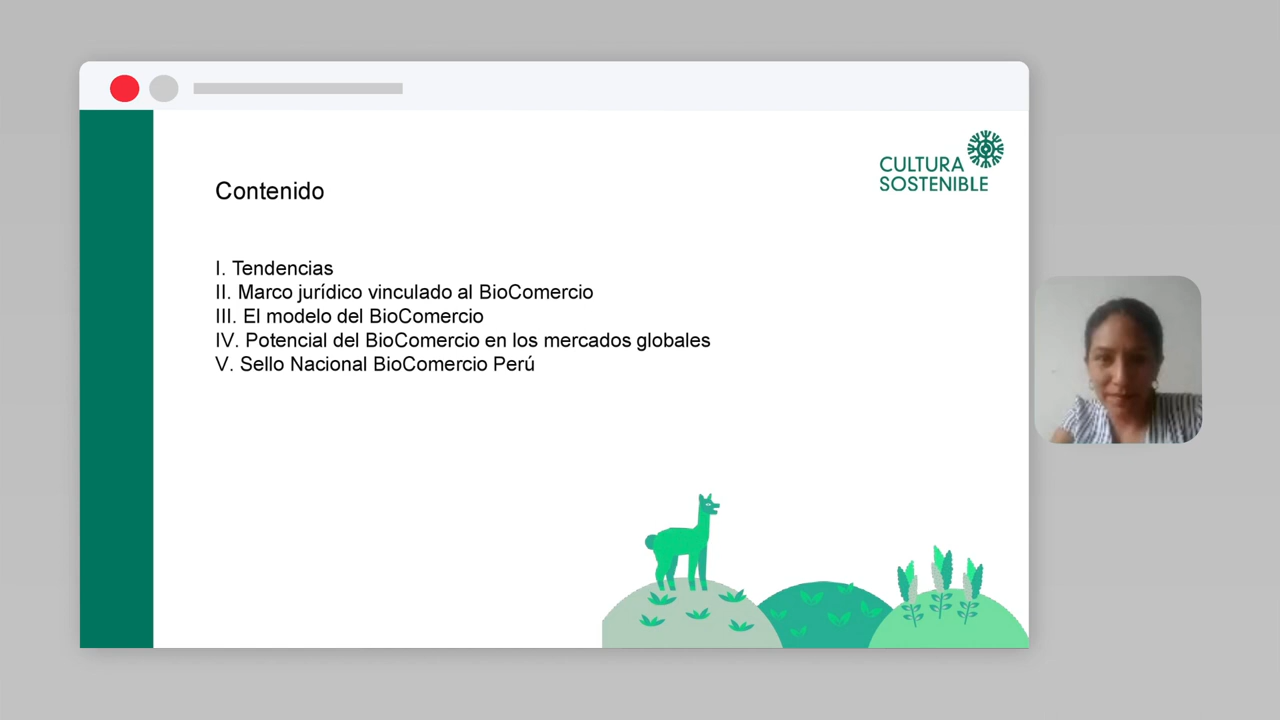 CULTURA
SOSTENIBLE
Contenido
I. Tendencias
II. Marco jurídico vinculado al BioComercio
III. El modelo del BioComercio
IV. Potencial del BioComercio en los mercados globales
V. Sello Nacional BioComercio Perú